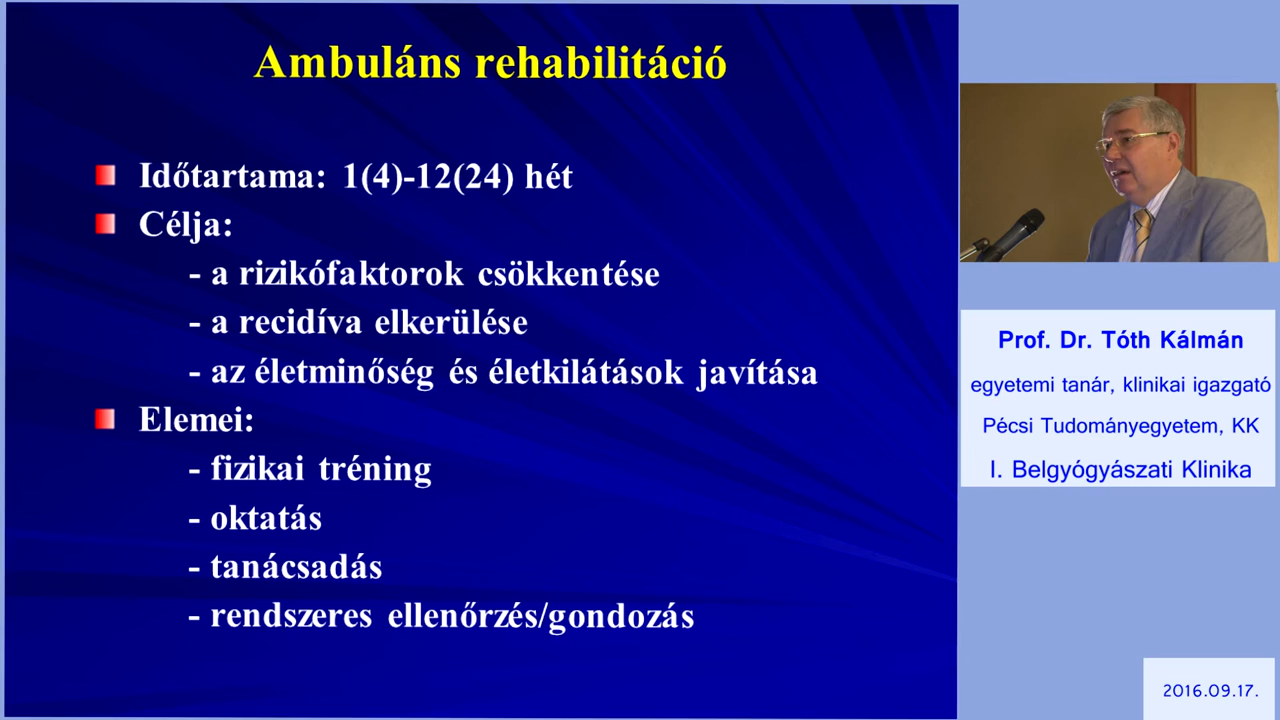 Ambuláns rehabilitáció
Időtartama: 1(4)-12(24) hét
Célja:
- a rizikófaktorok csökkentése
- a recidíva elkerülése
- az életminőség és életkilátások javítása
Elemei:
- fizikai tréning
- oktatás
- tanácsadás
- rendszeres ellenőrzés/gondozás
Prof. Dr. Tóth Kálmán
egyetemi tanár, klinikai igazgató
Pécsi Tudományegyetem, KK
I. Belgyógyászati Klinika
2016.09.17.